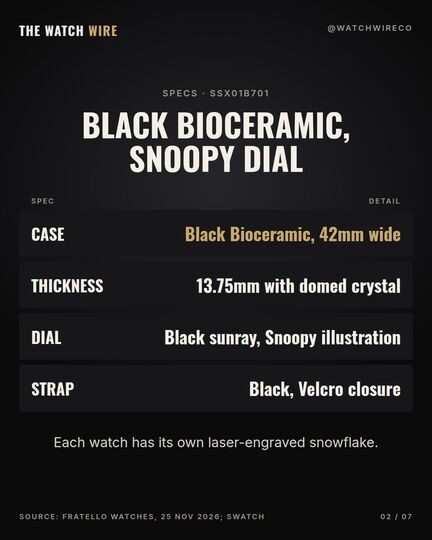 THE WATCH WIRE
@WATCHWIRECO
SPECS · SSX01B701
BLACK BIOCERAMIC,
SNOOPY DIAL
SPEC DETAIL
CASE Black Bioceramic, 42mm wide
THICKNESS 13.75mm with domed crystal
DIAL Black sunray, Snoopy illustration
STRAP Black, Velcro closure
Each watch has its own laser-engraved snowflake.
SOURCE: FRATELLO WATCHES, 25 NOV 2026; SWATCH
02 / 07